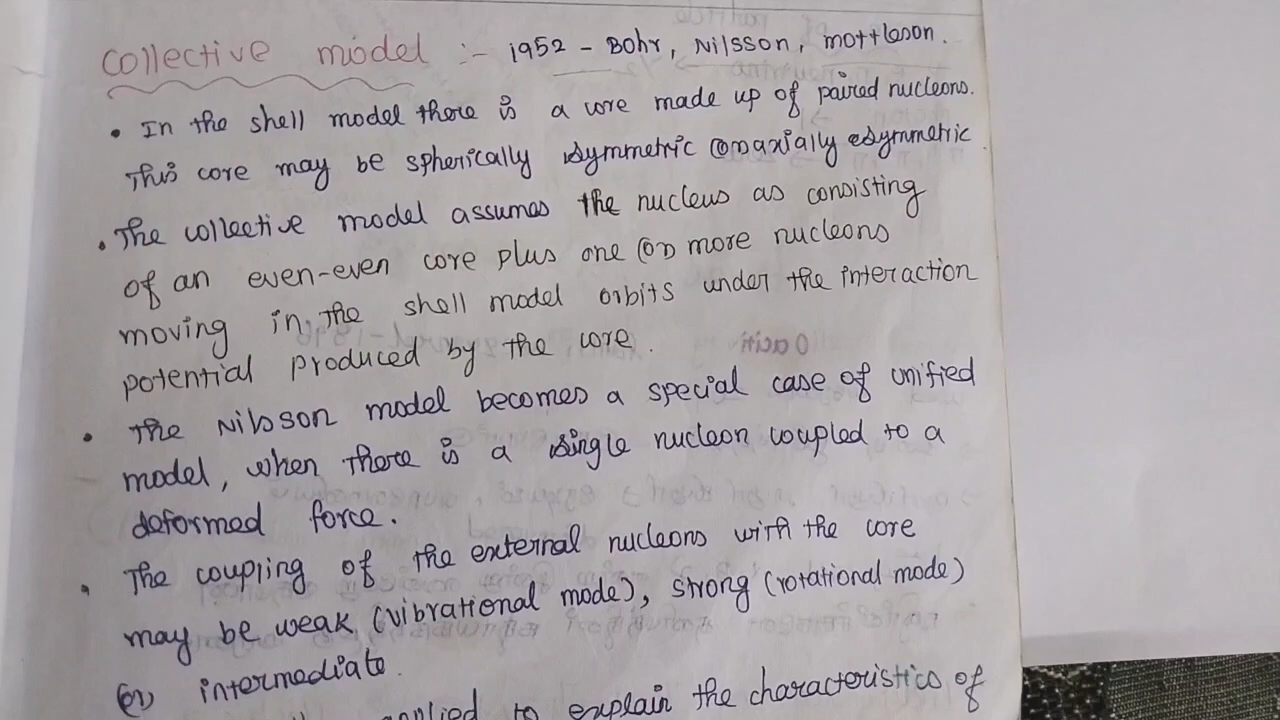 Collective model :- 1952 - Bohr, Nilsson, mottleson.
• In the shell model there is a core made up of paired nucleons.
This core may be spherically symmetric (or) axially asymmetric
• The collective model assumes the nucleus as consisting
of an even-even core plus one (or) more nucleons
moving in the shell model orbits under the interaction
potential produced by the core.
• The Nilsson model becomes a special case of unified
model, when there is a single nucleon coupled to a
deformed force.
• The coupling of the external nucleons with the core
may be weak (vibrational mode), strong (rotational mode)
(or) intermediate.
applied to explain the characteristics of